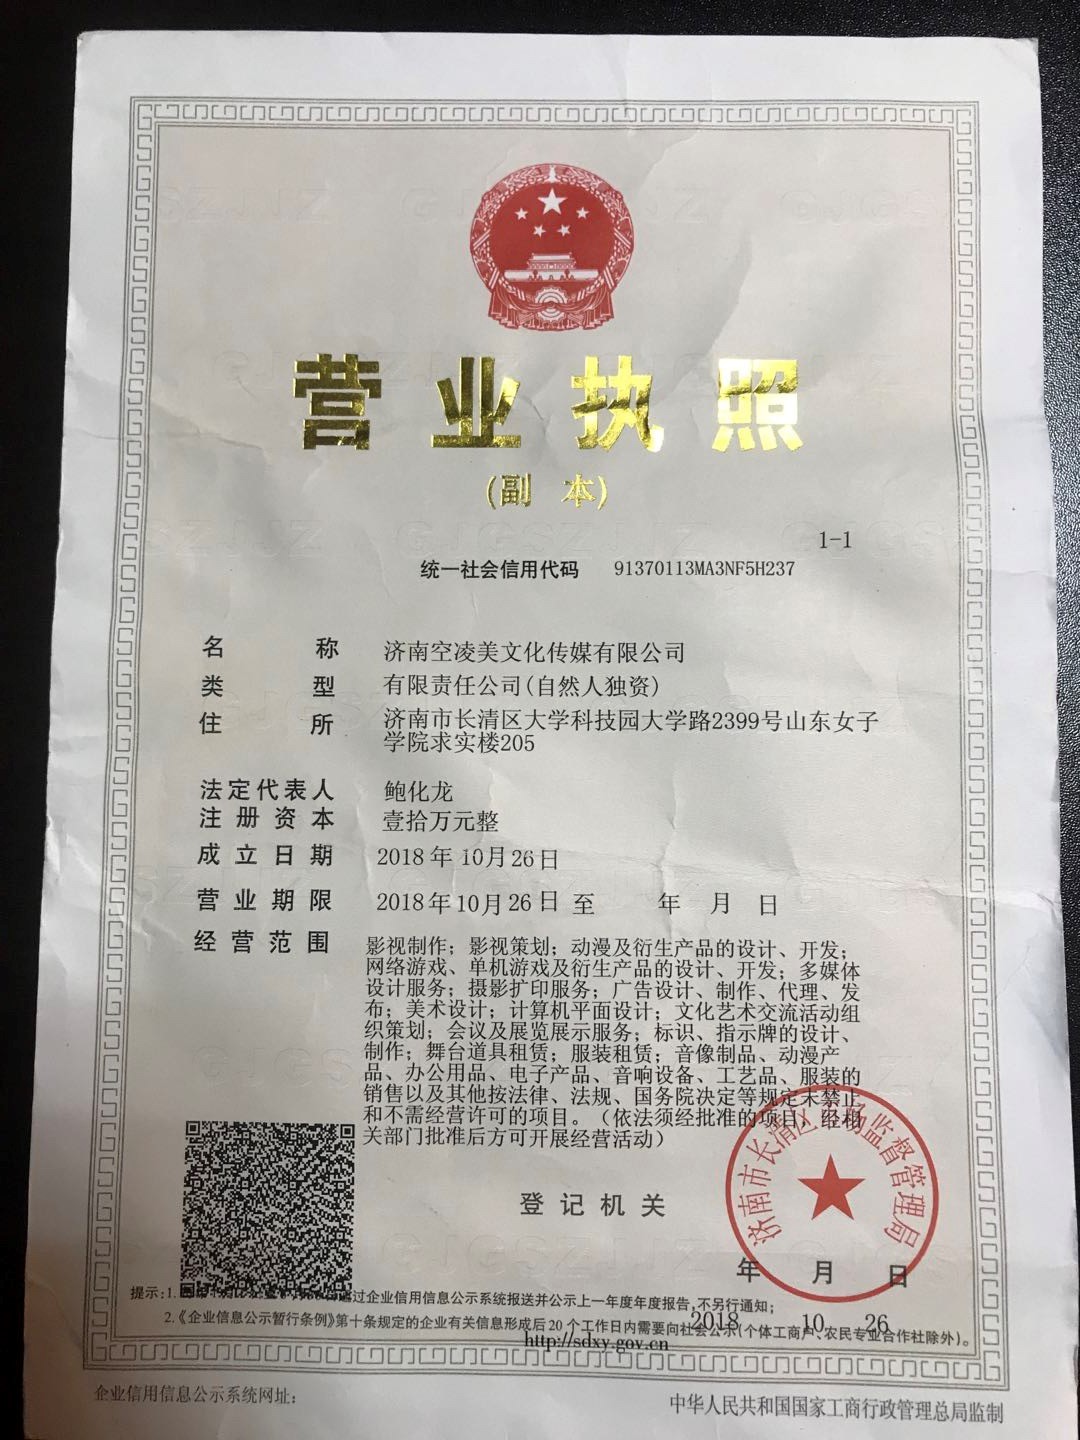 营业执照
(副 本)
1-1
统一社会信用代码 91370113MA3NF5H237
名 称 济南空凌美文化传媒有限公司
类 型 有限责任公司(自然人独资)
住 所 济南市长清区大学科技园大学路2399号山东女子
学院求实楼205
法定代表人 鲍化龙
注册资本 壹拾万元整
成立日期 2018年10月26日
营业期限 2018年10月26日至 年 月 日
经营范围 影视制作；影视策划；动漫及衍生产品的设计、开发；
网络游戏、单机游戏及衍生产品的设计、开发；多媒体
设计服务；摄影扩印服务；广告设计、制作、代理、发
布；美术设计；计算机平面设计；文化艺术交流活动组
织策划；会议及展览展示服务；标识、指示牌的设计、
制作；舞台道具租赁；服装租赁；音像制品、动漫产
品、办公用品、电子产品、音响设备、工艺品、服装的
销售以及其他按法律、法规、国务院决定等规定未禁止
和不需经营许可的项目。（依法须经批准的项目，经相
关部门批准后方可开展经营活动）
登记机关
济南市长清区市场监督管理局
年 月 日
2018 10 26
提示:1. 通过企业信用信息公示系统报送并公示上一年度年度报告,不另行通知；
2.《企业信息公示暂行条例》第十条规定的企业有关信息形成后20个工作日内需要向社会公示(个体工商户、农民专业合作社除外)。
http://sdxy.gov.cn
企业信用信息公示系统网址:
中华人民共和国国家工商行政管理总局监制